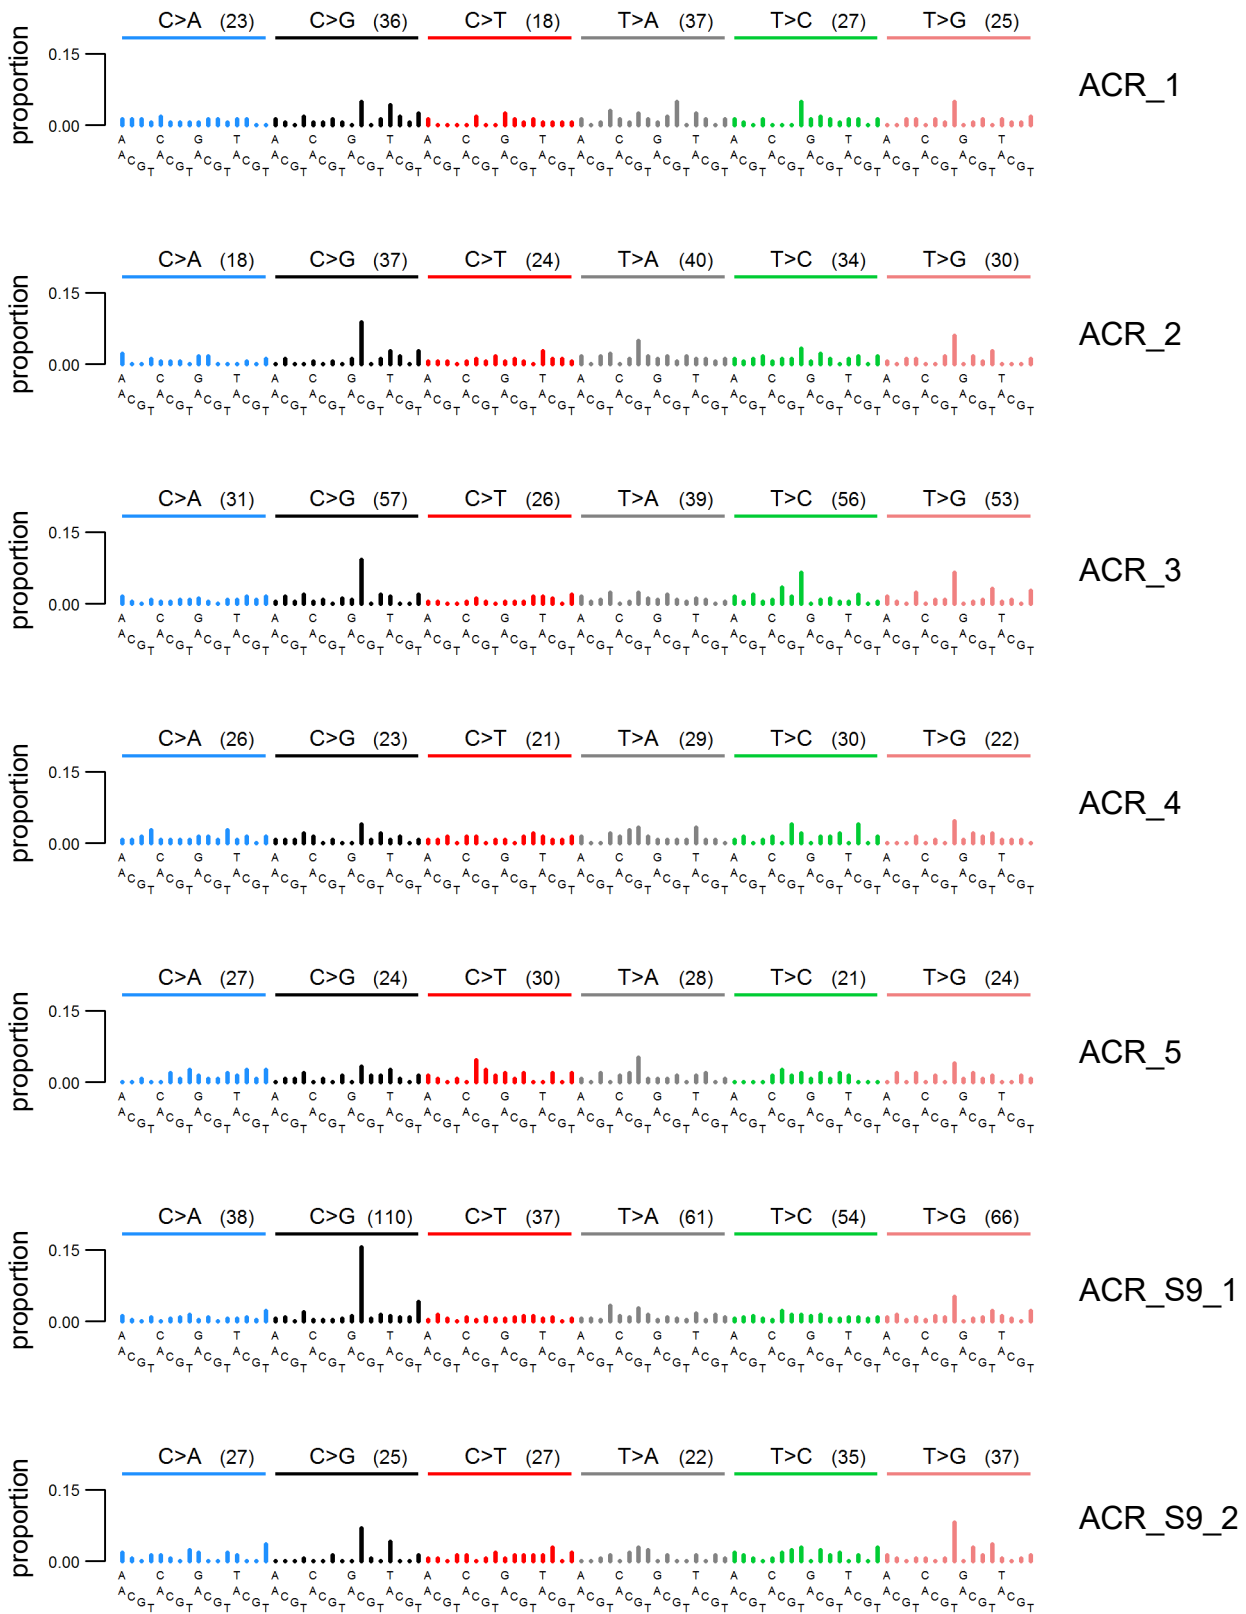 C>A (23) C>G (36) C>T (18) T>A (37) T>C (27) T>G (25)
proportion
0.15
0.00
ACR_1
A C G T A C G T A C G T A C G T A C G T A C G T
A C G T A C G T A C G T A C G T A C G T A C G T A C G T A C G T A C G T A C G T A C G T A C G T A C G T A C G T A C G T A C G T A C G T A C G T A C G T A C G T A C G T A C G T A C G T A C G T
C>A (18) C>G (37) C>T (24) T>A (40) T>C (34) T>G (30)
proportion
0.15
0.00
ACR_2
A C G T A C G T A C G T A C G T A C G T A C G T
A C G T A C G T A C G T A C G T A C G T A C G T A C G T A C G T A C G T A C G T A C G T A C G T A C G T A C G T A C G T A C G T A C G T A C G T A C G T A C G T A C G T A C G T A C G T A C G T
C>A (31) C>G (57) C>T (26) T>A (39) T>C (56) T>G (53)
proportion
0.15
0.00
ACR_3
A C G T A C G T A C G T A C G T A C G T A C G T
A C G T A C G T A C G T A C G T A C G T A C G T A C G T A C G T A C G T A C G T A C G T A C G T A C G T A C G T A C G T A C G T A C G T A C G T A C G T A C G T A C G T A C G T A C G T A C G T
C>A (26) C>G (23) C>T (21) T>A (29) T>C (30) T>G (22)
proportion
0.15
0.00
ACR_4
A C G T A C G T A C G T A C G T A C G T A C G T
A C G T A C G T A C G T A C G T A C G T A C G T A C G T A C G T A C G T A C G T A C G T A C G T A C G T A C G T A C G T A C G T A C G T A C G T A C G T A C G T A C G T A C G T A C G T A C G T
C>A (27) C>G (24) C>T (30) T>A (28) T>C (21) T>G (24)
proportion
0.15
0.00
ACR_5
A C G T A C G T A C G T A C G T A C G T A C G T
A C G T A C G T A C G T A C G T A C G T A C G T A C G T A C G T A C G T A C G T A C G T A C G T A C G T A C G T A C G T A C G T A C G T A C G T A C G T A C G T A C G T A C G T A C G T A C G T
C>A (38) C>G (110) C>T (37) T>A (61) T>C (54) T>G (66)
proportion
0.15
0.00
ACR_S9_1
A C G T A C G T A C G T A C G T A C G T A C G T
A C G T A C G T A C G T A C G T A C G T A C G T A C G T A C G T A C G T A C G T A C G T A C G T A C G T A C G T A C G T A C G T A C G T A C G T A C G T A C G T A C G T A C G T A C G T A C G T
C>A (27) C>G (25) C>T (27) T>A (22) T>C (35) T>G (37)
proportion
0.15
0.00
ACR_S9_2
A C G T A C G T A C G T A C G T A C G T A C G T
A C G T A C G T A C G T A C G T A C G T A C G T A C G T A C G T A C G T A C G T A C G T A C G T A C G T A C G T A C G T A C G T A C G T A C G T A C G T A C G T A C G T A C G T A C G T A C G T